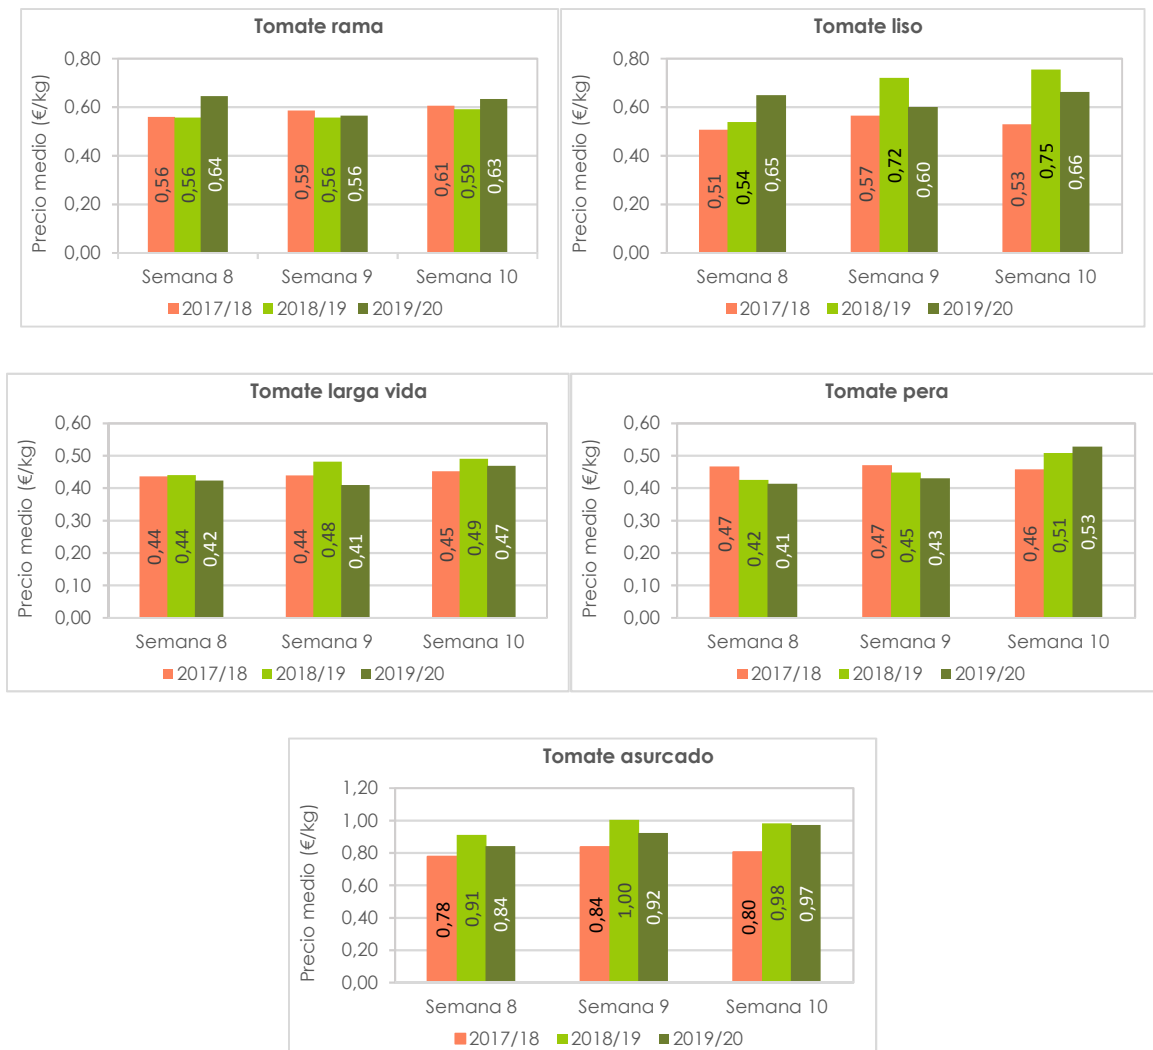 Tomate rama
Precio medio (€/kg)
0,80
0,60
0,40
0,20
0,00
0,56
0,56
0,64
0,59
0,56
0,56
0,61
0,59
0,63
Semana 8
Semana 9
Semana 10
2017/18 2018/19 2019/20
Tomate liso
Precio medio (€/kg)
0,80
0,60
0,40
0,20
0,00
0,51
0,54
0,65
0,57
0,72
0,60
0,53
0,75
0,66
Semana 8
Semana 9
Semana 10
2017/18 2018/19 2019/20
Tomate larga vida
Precio medio (€/kg)
0,60
0,50
0,40
0,30
0,20
0,10
0,00
0,44
0,44
0,42
0,44
0,48
0,41
0,45
0,49
0,47
Semana 8
Semana 9
Semana 10
2017/18 2018/19 2019/20
Tomate pera
Precio medio (€/kg)
0,60
0,50
0,40
0,30
0,20
0,10
0,00
0,47
0,42
0,41
0,47
0,45
0,43
0,46
0,51
0,53
Semana 8
Semana 9
Semana 10
2017/18 2018/19 2019/20
Tomate asurcado
Precio medio (€/kg)
1,20
1,00
0,80
0,60
0,40
0,20
0,00
0,78
0,91
0,84
0,84
1,00
0,92
0,80
0,98
0,97
Semana 8
Semana 9
Semana 10
2017/18 2018/19 2019/20